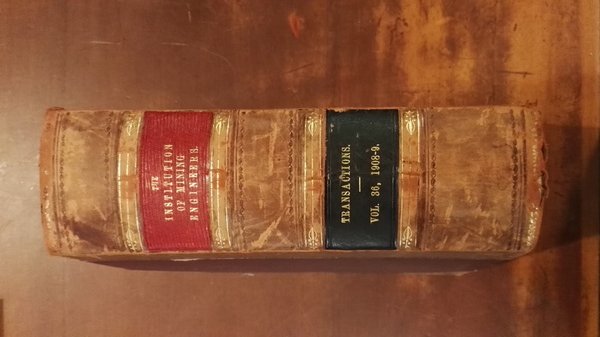 THE
INSTITUTION
OF MINING
ENGINEERS.
TRANSACTIONS.
VOL. 36, 1908-9.